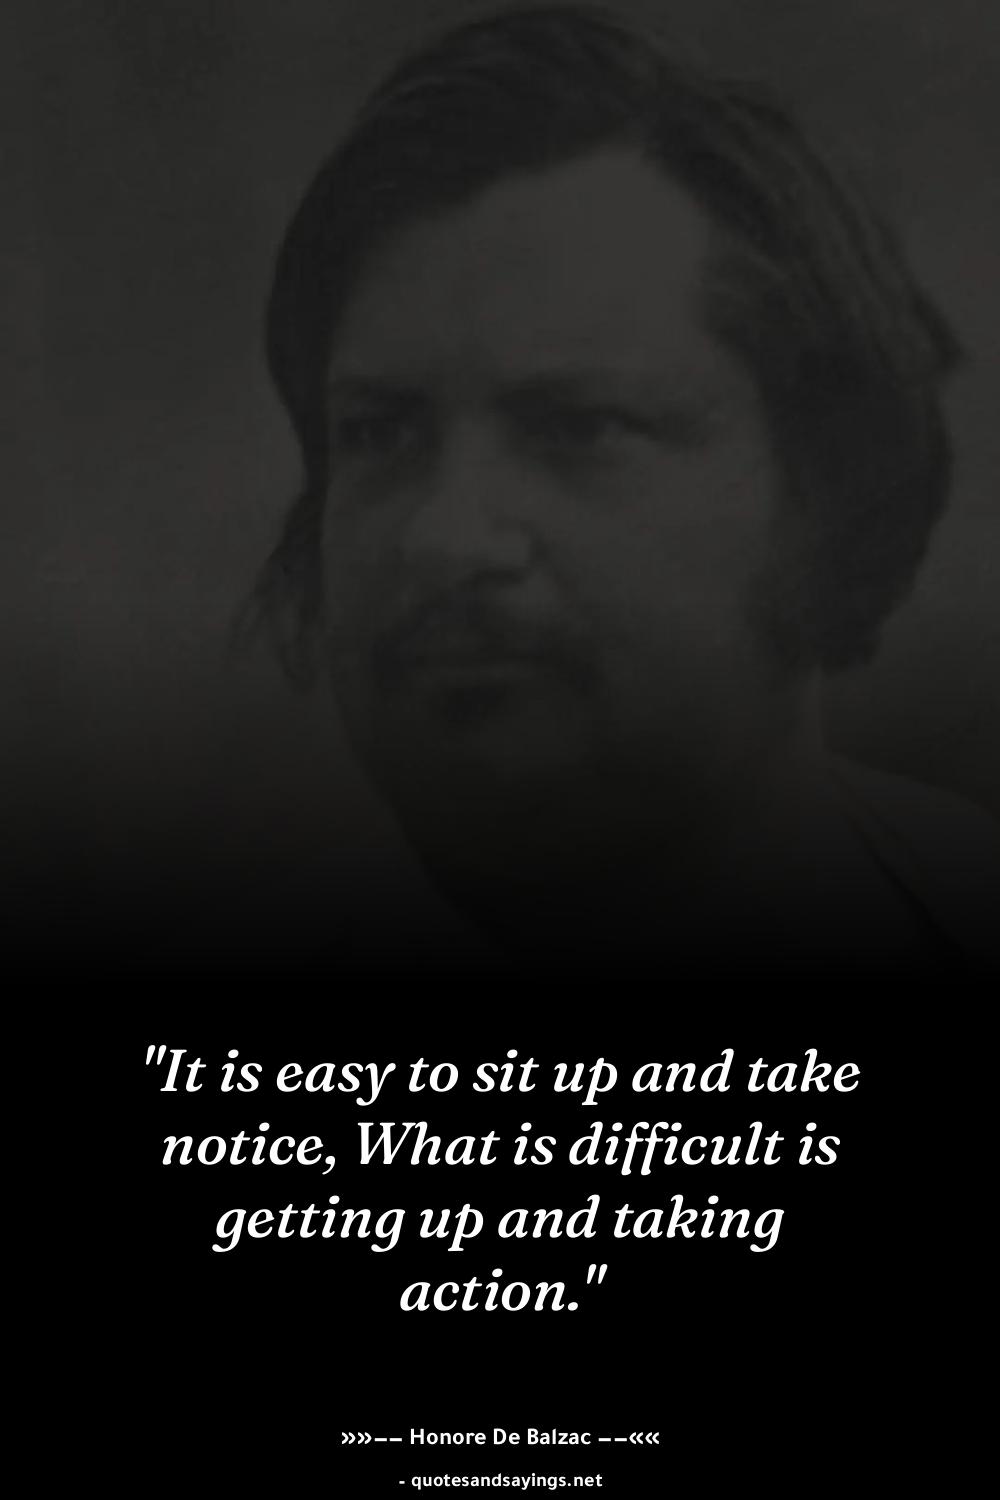 "It is easy to sit up and take
notice, What is difficult is
getting up and taking
action."
»»−− Honore De Balzac −−««
- quotesandsayings.net